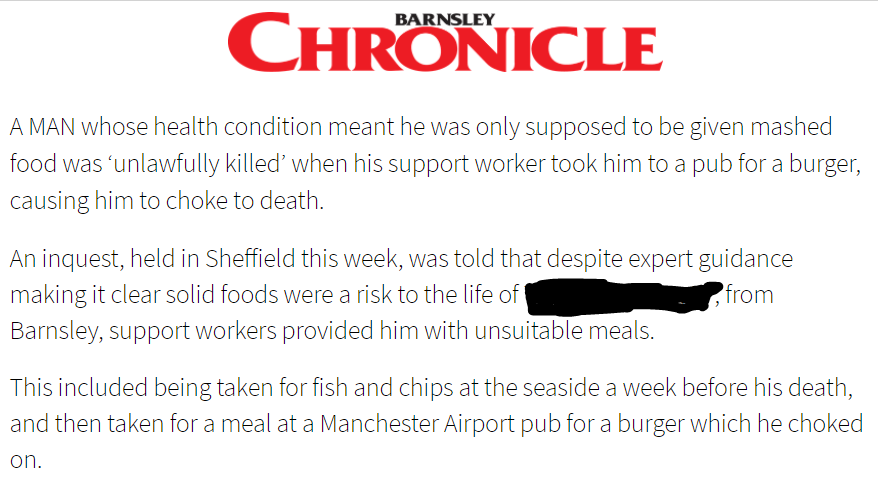 BARNSLEY
CHRONICLE
A MAN whose health condition meant he was only supposed to be given mashed
food was ‘unlawfully killed’ when his support worker took him to a pub for a burger,
causing him to choke to death.
An inquest, held in Sheffield this week, was told that despite expert guidance
making it clear solid foods were a risk to the life of , from
Barnsley, support workers provided him with unsuitable meals.
This included being taken for fish and chips at the seaside a week before his death,
and then taken for a meal at a Manchester Airport pub for a burger which he choked
on.